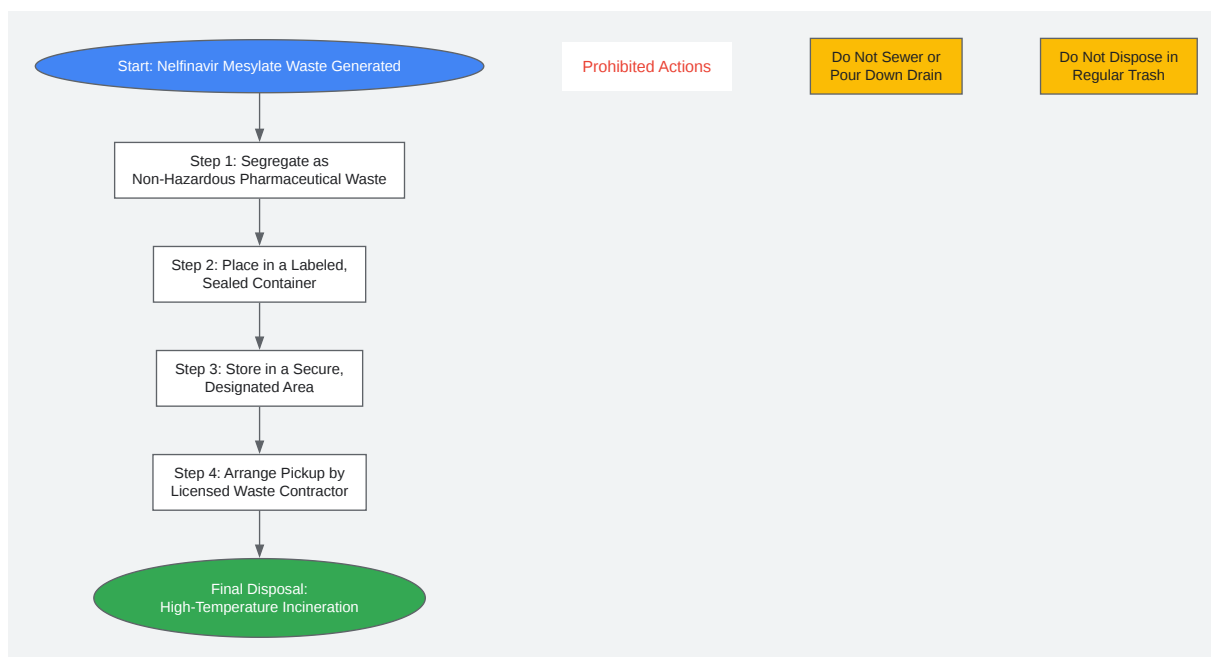 Start: Nelfinavir Mesylate Waste Generated
Prohibited Actions
Do Not Sewer or
Pour Down Drain
Do Not Dispose in
Regular Trash
Step 1: Segregate as
Non-Hazardous Pharmaceutical Waste
Step 2: Place in a Labeled,
Sealed Container
Step 3: Store in a Secure,
Designated Area
Step 4: Arrange Pickup by
Licensed Waste Contractor
Final Disposal:
High-Temperature Incineration